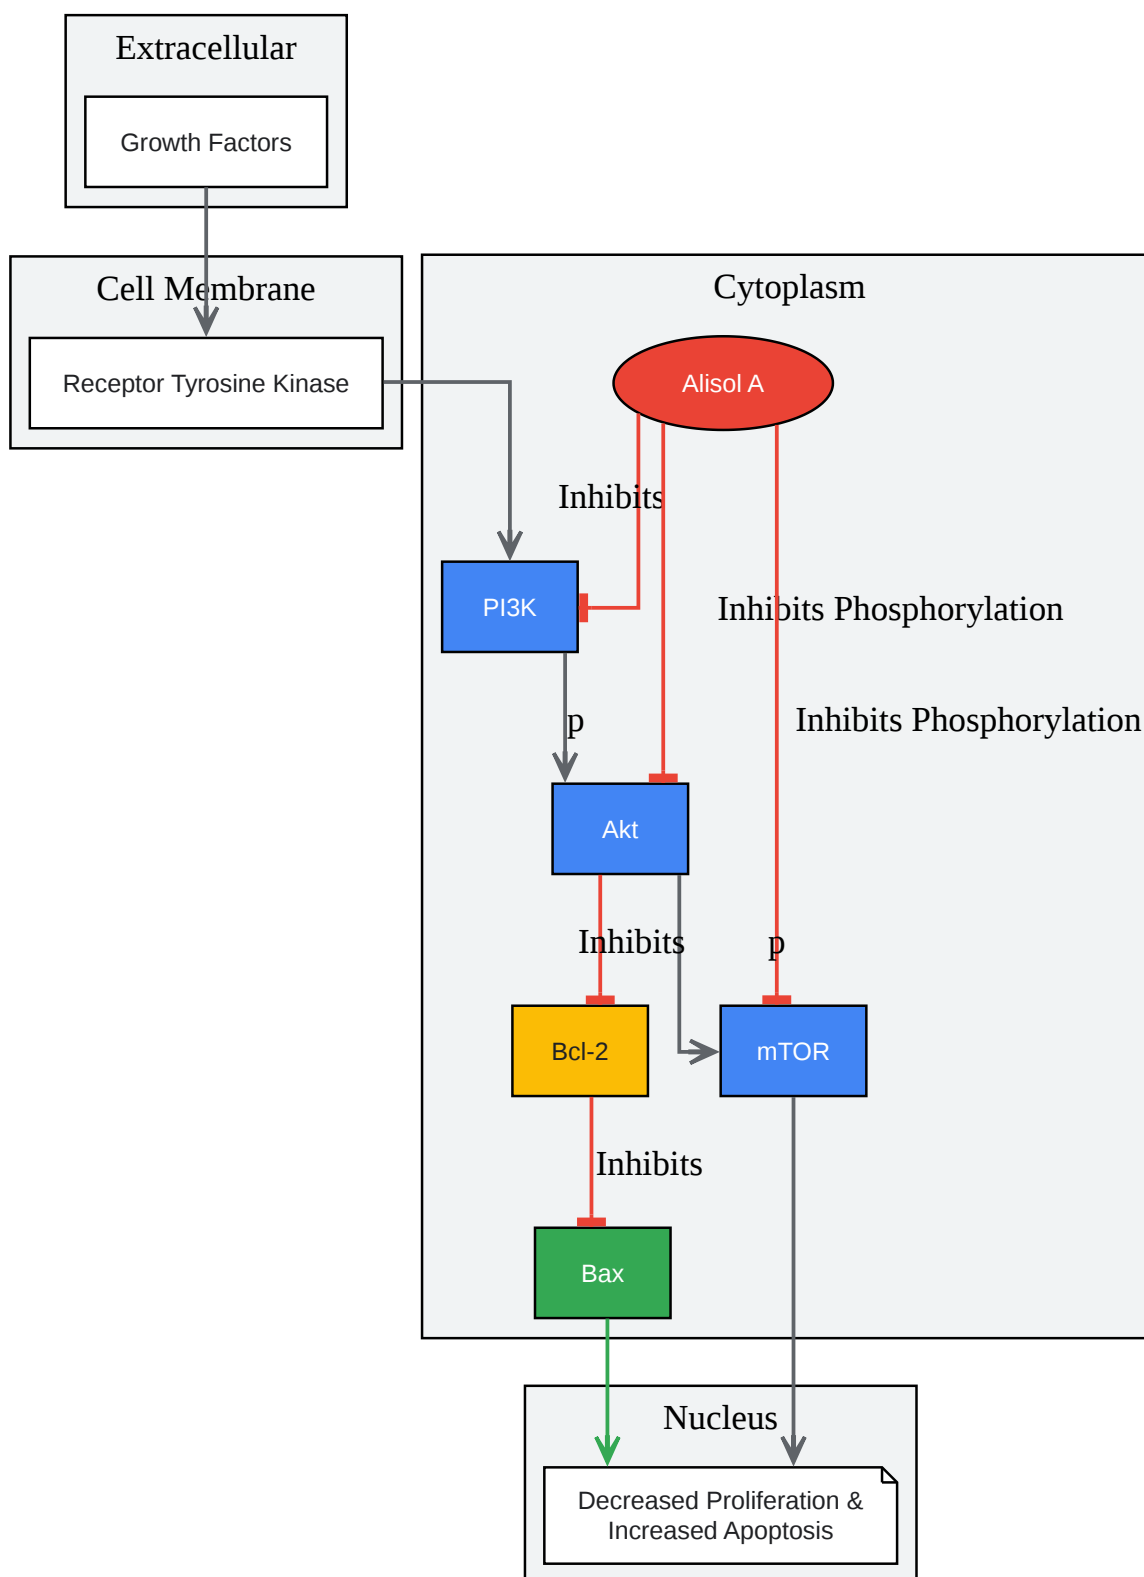 Extracellular
Growth Factors
Cell Membrane
Receptor Tyrosine Kinase
Cytoplasm
Alisol A
Inhibits
PI3K
Inhibits Phosphorylation
p
Inhibits Phosphorylation
Akt
Inhibits
p
Bcl-2
mTOR
Inhibits
Bax
Nucleus
Decreased Proliferation &
Increased Apoptosis